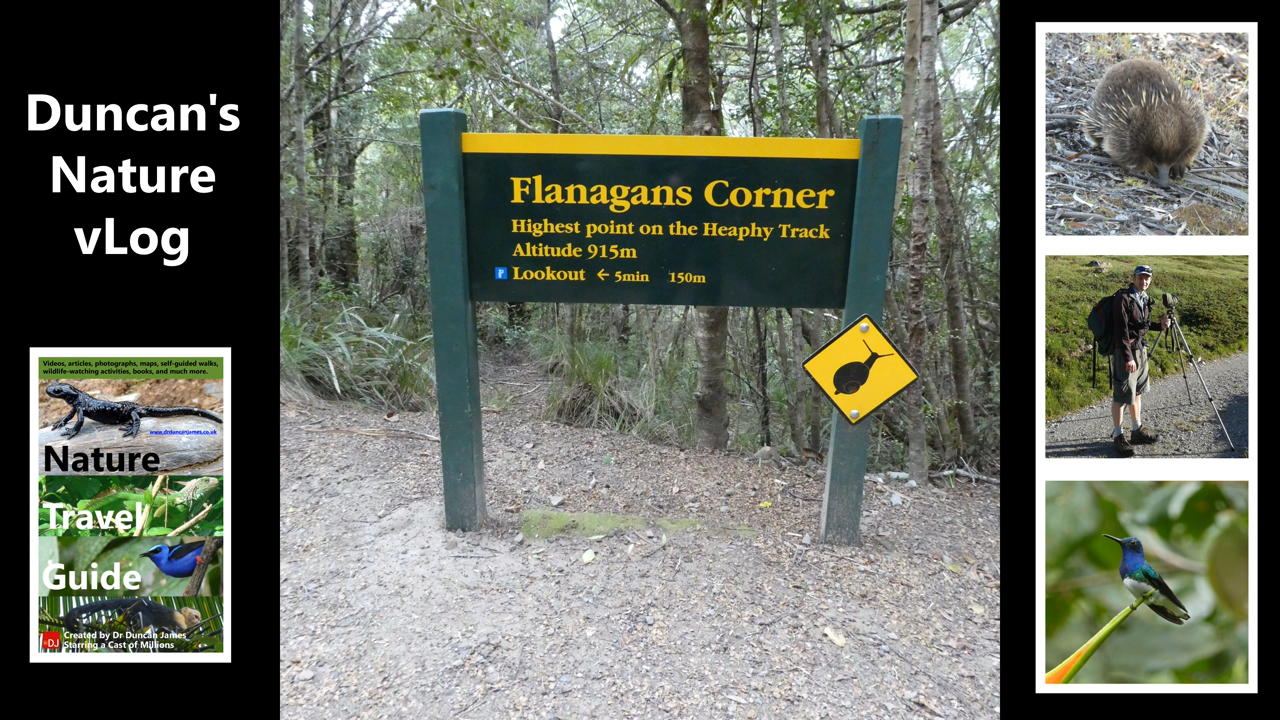 Duncan's
Nature
vLog
Videos, articles, photographs, maps, self-guided walks,
wildlife-watching activities, books, and much more.
www.drduncanjames.co.uk
Nature
Travel
Guide
DJ
Created by Dr Duncan James
Starring a Cast of Millions
Flanagans Corner
Highest point on the Heaphy Track
Altitude 915m
Lookout ← 5min 150m